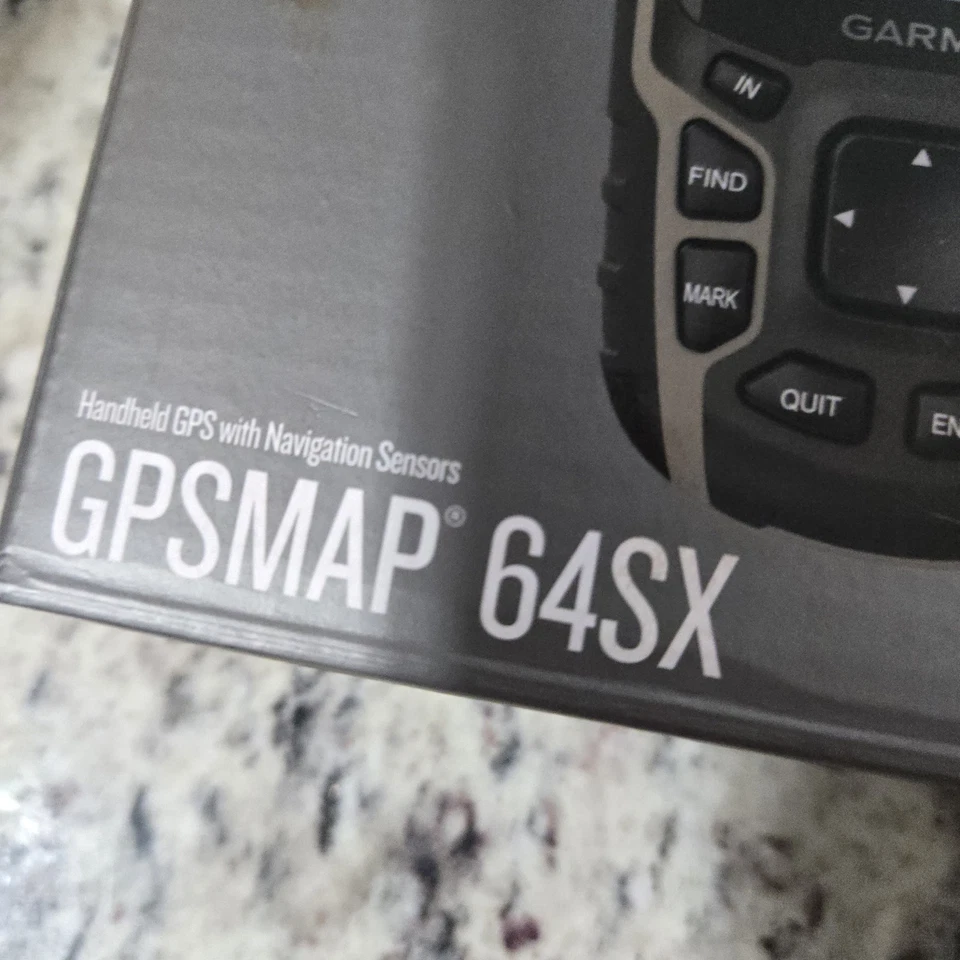 GARM
IN
FIND
MARK
QUIT
EN
Handheld GPS with Navigation Sensors
GPSMAP® 64SX